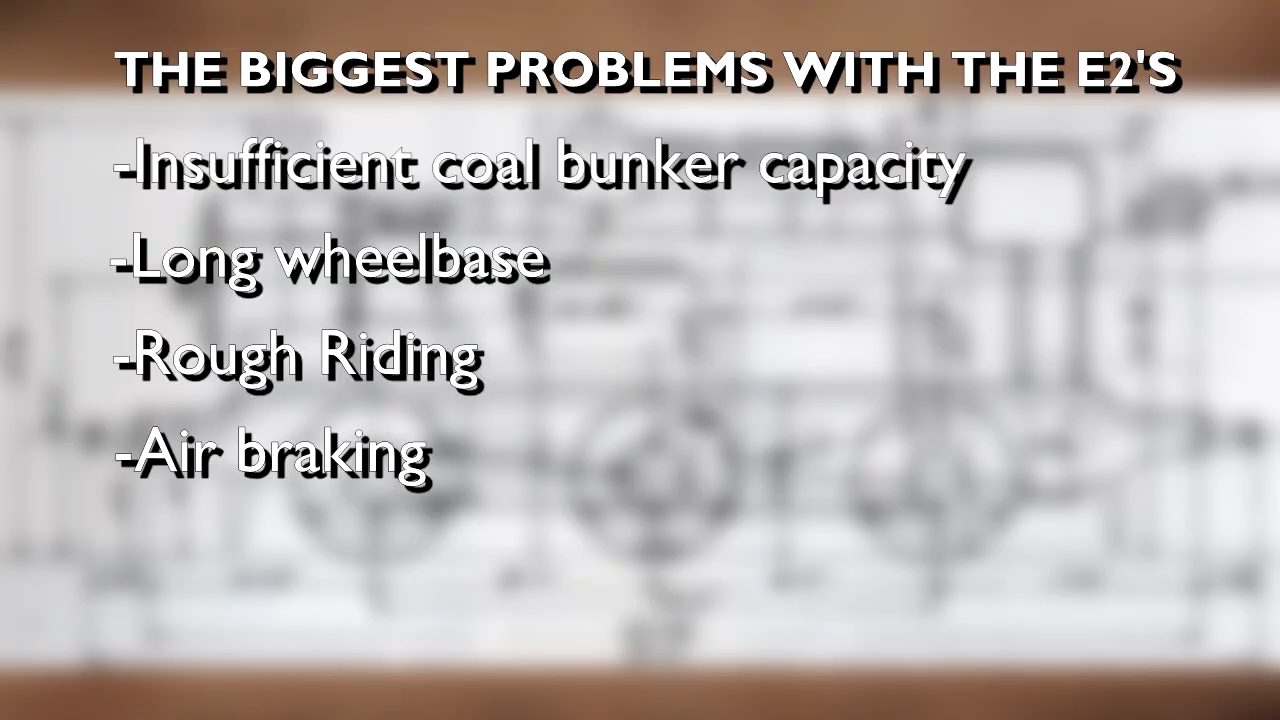 THE BIGGEST PROBLEMS WITH THE E2'S
-Insufficient coal bunker capacity
-Long wheelbase
-Rough Riding
-Air braking